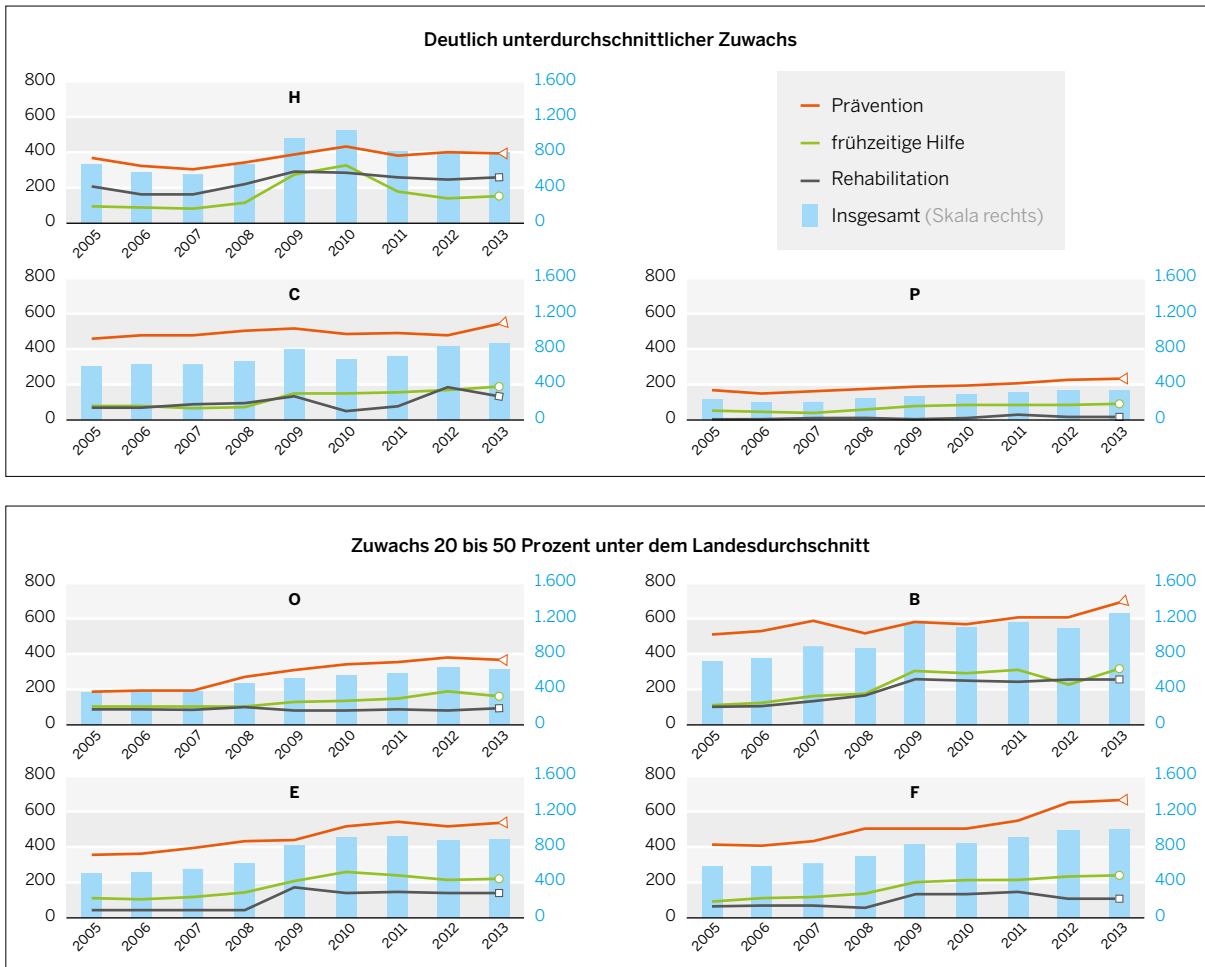 Deutlich unterdurchschnittlicher Zuwachs
H
800 600 400 200 0
1.600 1.200 800 400 0
2005 2006 2007 2008 2009 2010 2011 2012 2013
Prävention
frühzeitige Hilfe
Rehabilitation
Insgesamt (Skala rechts)
C
800 600 400 200 0
1.600 1.200 800 400 0
2005 2006 2007 2008 2009 2010 2011 2012 2013
P
800 600 400 200 0
1.600 1.200 800 400 0
2005 2006 2007 2008 2009 2010 2011 2012 2013
Zuwachs 20 bis 50 Prozent unter dem Landesdurchschnitt
O
800 600 400 200 0
1.600 1.200 800 400 0
2005 2006 2007 2008 2009 2010 2011 2012 2013
B
800 600 400 200 0
1.600 1.200 800 400 0
2005 2006 2007 2008 2009 2010 2011 2012 2013
E
800 600 400 200 0
1.600 1.200 800 400 0
2005 2006 2007 2008 2009 2010 2011 2012 2013
F
800 600 400 200 0
1.600 1.200 800 400 0
2005 2006 2007 2008 2009 2010 2011 2012 2013